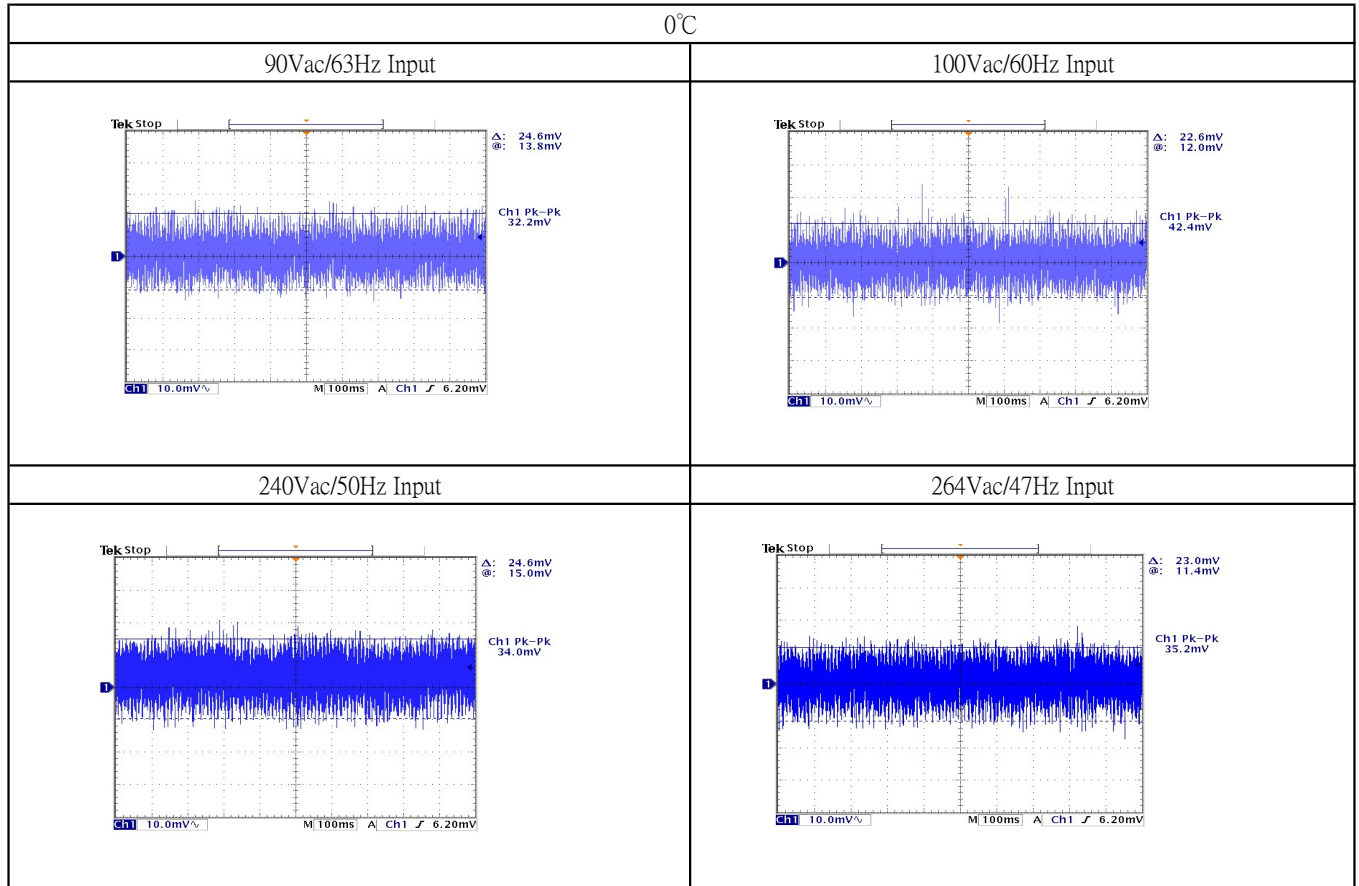 0℃
90Vac/63Hz Input
100Vac/60Hz Input
Tek Stop
Δ: 24.6mV
@: 13.8mV
Ch1 Pk-Pk
32.2mV
1
Ch1 10.0mV∿ M 100ms A Ch1 ƒ 6.20mV
Tek Stop
Δ: 22.6mV
@: 12.0mV
Ch1 Pk-Pk
42.4mV
1
Ch1 10.0mV∿ M 100ms A Ch1 ƒ 6.20mV
240Vac/50Hz Input
264Vac/47Hz Input
Tek Stop
Δ: 24.6mV
@: 15.0mV
Ch1 Pk-Pk
34.0mV
1
Ch1 10.0mV∿ M 100ms A Ch1 ƒ 6.20mV
Tek Stop
Δ: 23.0mV
@: 11.4mV
Ch1 Pk-Pk
35.2mV
1
Ch1 10.0mV∿ M 100ms A Ch1 ƒ 6.20mV